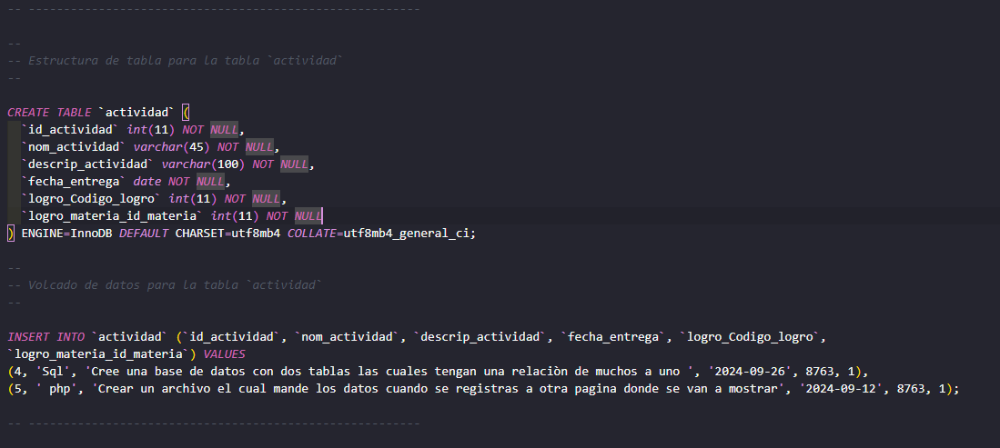 -- --------------------------------------------------------
--
-- Estructura de tabla para la tabla `actividad`
--
CREATE TABLE `actividad` (
  `id_actividad` int(11) NOT NULL,
  `nom_actividad` varchar(45) NOT NULL,
  `descrip_actividad` varchar(100) NOT NULL,
  `fecha_entrega` date NOT NULL,
  `logro_Codigo_logro` int(11) NOT NULL,
  `logro_materia_id_materia` int(11) NOT NULL
) ENGINE=InnoDB DEFAULT CHARSET=utf8mb4 COLLATE=utf8mb4_general_ci;
--
-- Volcado de datos para la tabla `actividad`
--
INSERT INTO `actividad` (`id_actividad`, `nom_actividad`, `descrip_actividad`, `fecha_entrega`, `logro_Codigo_logro`,
`logro_materia_id_materia`) VALUES
(4, 'Sql', 'Cree una base de datos con dos tablas las cuales tengan una relaciòn de muchos a uno ', '2024-09-26', 8763, 1),
(5, ' php', 'Crear un archivo el cual mande los datos cuando se registras a otra pagina donde se van a mostrar', '2024-09-12', 8763, 1);
-- --------------------------------------------------------